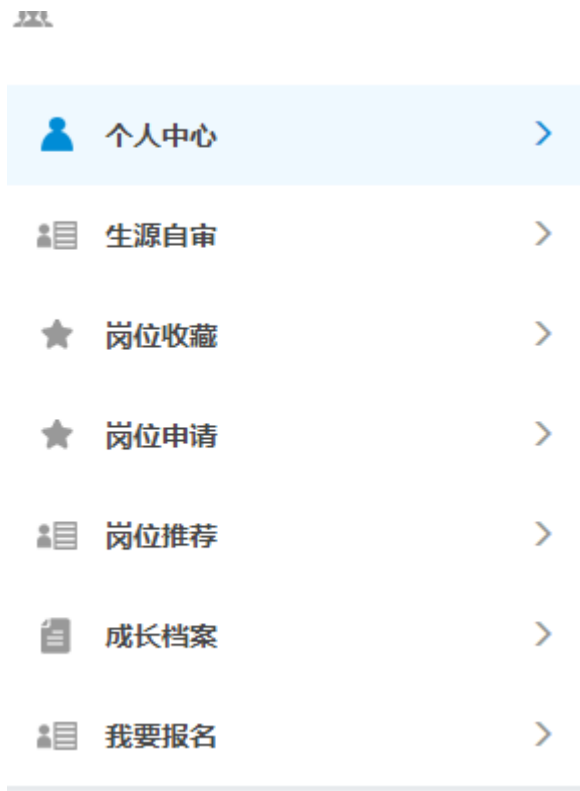 个人中心
生源自审
岗位收藏
岗位申请
岗位推荐
成长档案
我要报名